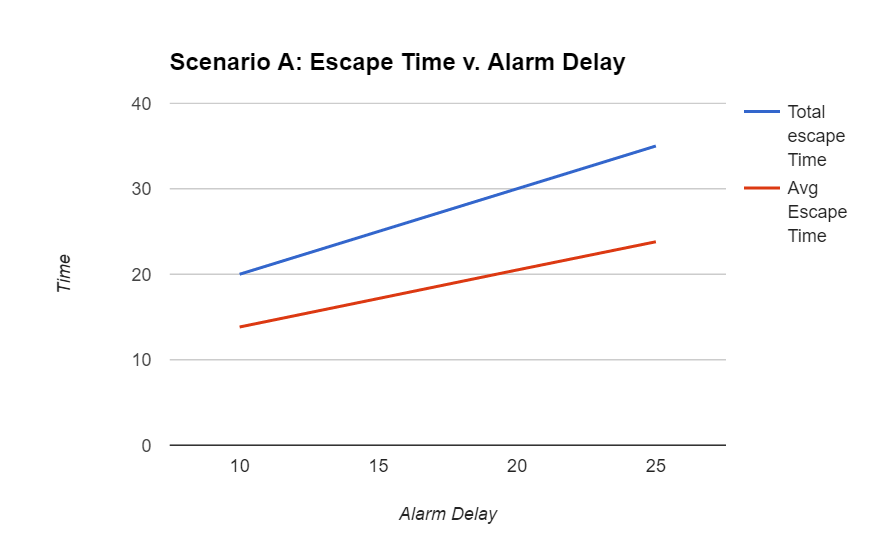 Scenario A: Escape Time v. Alarm Delay
40
30
20
10
0
Time
10 15 20 25
Alarm Delay
Total
escape
Time
Avg
Escape
Time